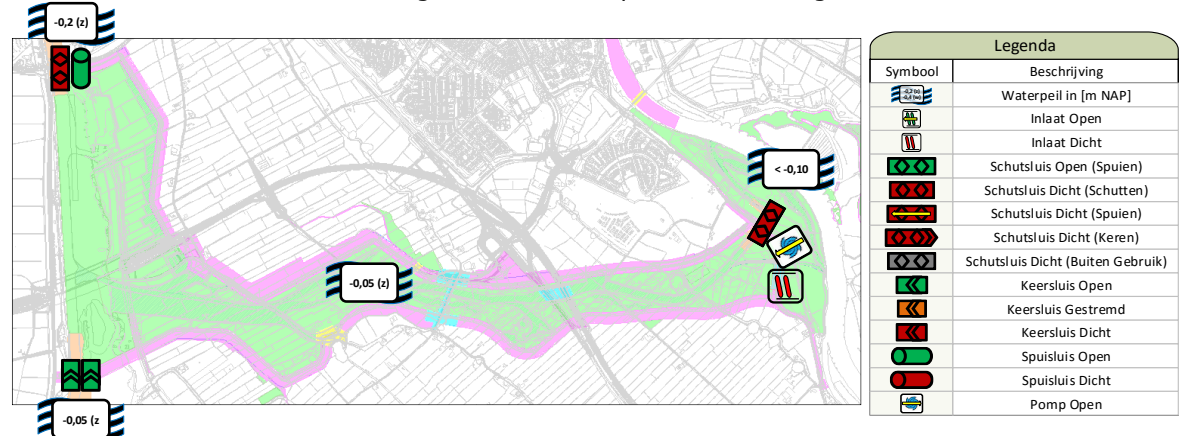 -0,2 (z)
< -0,10
-0,05 (z)
-0,05 (z
Legenda
Symbool Beschrijving
Waterpeil in [m NAP]
Inlaat Open
Inlaat Dicht
Schutsluis Open (Spuien)
Schutsluis Dicht (Schutten)
Schutsluis Dicht (Spuien)
Schutsluis Dicht (Keren)
Schutsluis Dicht (Buiten Gebruik)
Keersluis Open
Keersluis Gestremd
Keersluis Dicht
Spuisluis Open
Spuisluis Dicht
Pomp Open